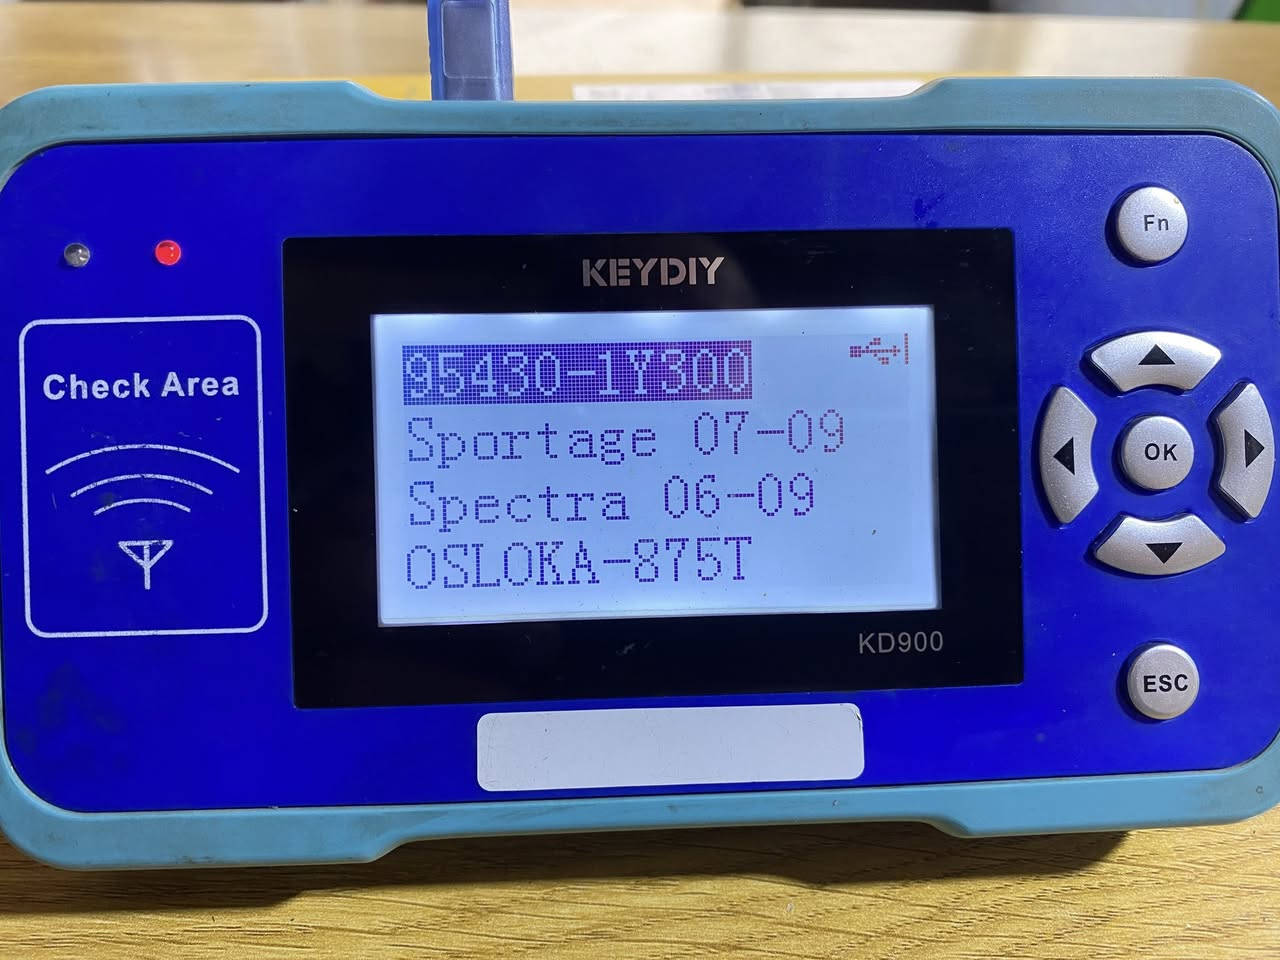 KEYDIY
Fn
95430-1Y300
Check Area
Sportage 07-09
OK
Spectra 06-09
OSLOKA-875T
KD900
ESC